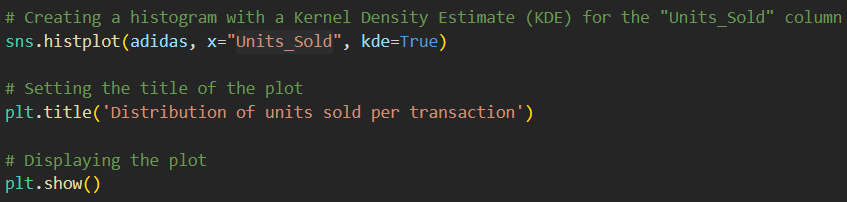 # Creating a histogram with a Kernel Density Estimate (KDE) for the "Units_Sold" column
sns.histplot(adidas, x="Units_Sold", kde=True)
# Setting the title of the plot
plt.title('Distribution of units sold per transaction')
# Displaying the plot
plt.show()